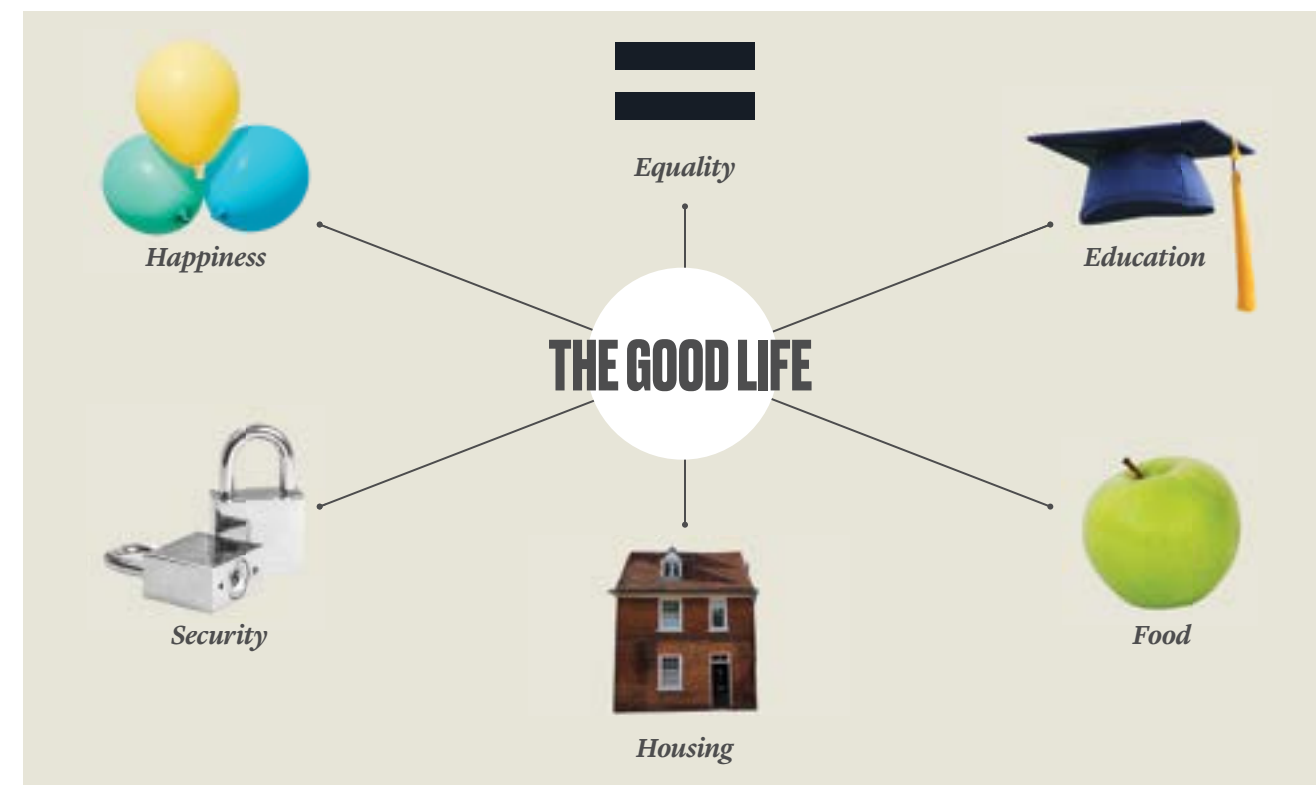 Equality
Happiness
Education
THE GOOD LIFE
Security
Food
Housing